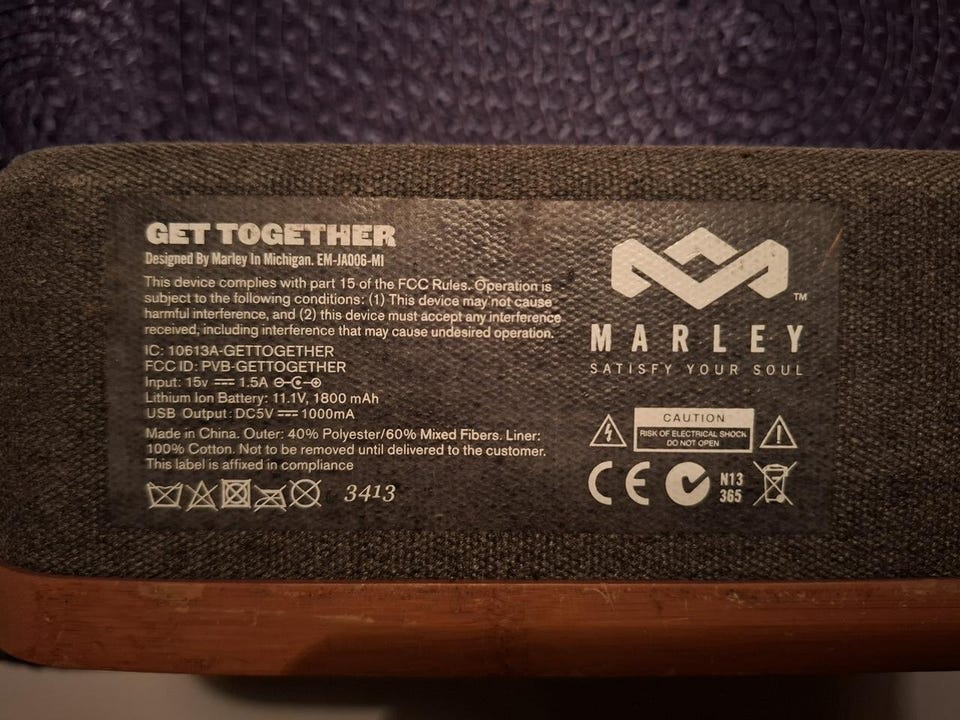 GET TOGETHER
Designed By Marley In Michigan. EM-JA006-MI
This device complies with part 15 of the FCC Rules. Operation is
subject to the following conditions: (1) This device may not cause
harmful interference, and (2) this device must accept any interference
received, including interference that may cause undesired operation.
IC: 10613A-GETTOGETHER
FCC ID: PVB-GETTOGETHER
Input: 15v ⎓ 1.5A
Lithium Ion Battery: 11.1V, 1800 mAh
USB Output: DC5V ⎓ 1000mA
Made in China. Outer: 40% Polyester/60% Mixed Fibers. Liner:
100% Cotton. Not to be removed until delivered to the customer.
This label is affixed in compliance
3413
TM
MARLEY
SATISFY YOUR SOUL
CAUTION
RISK OF ELECTRICAL SHOCK
DO NOT OPEN
CE
N13
365